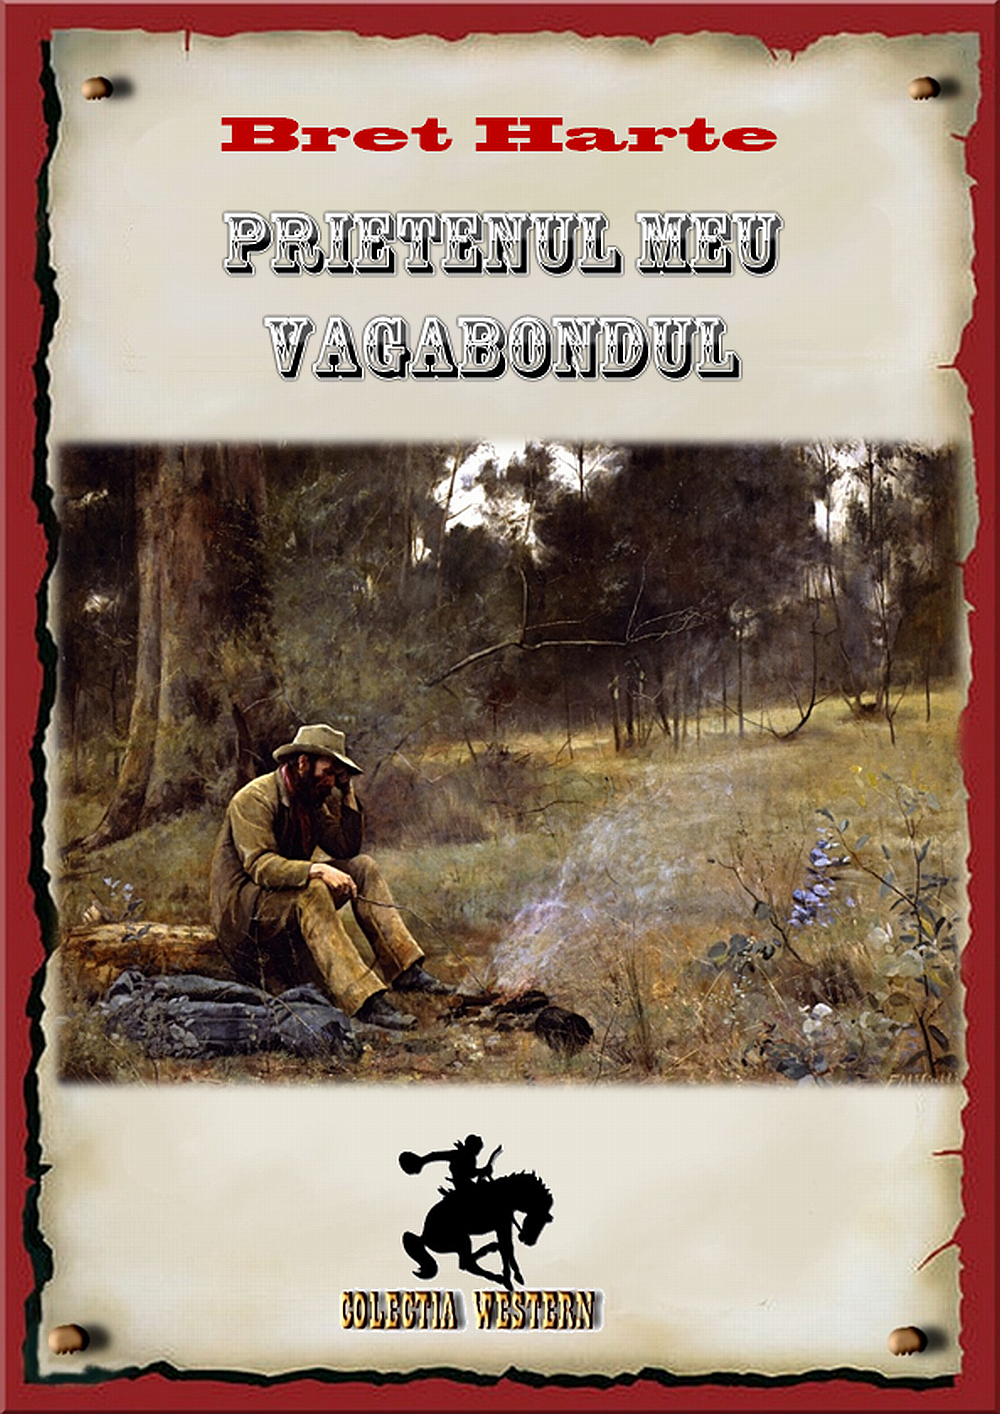 Bret Harte
PRIETENUL MEU
VAGABONDUL
COLECTIA WESTERN